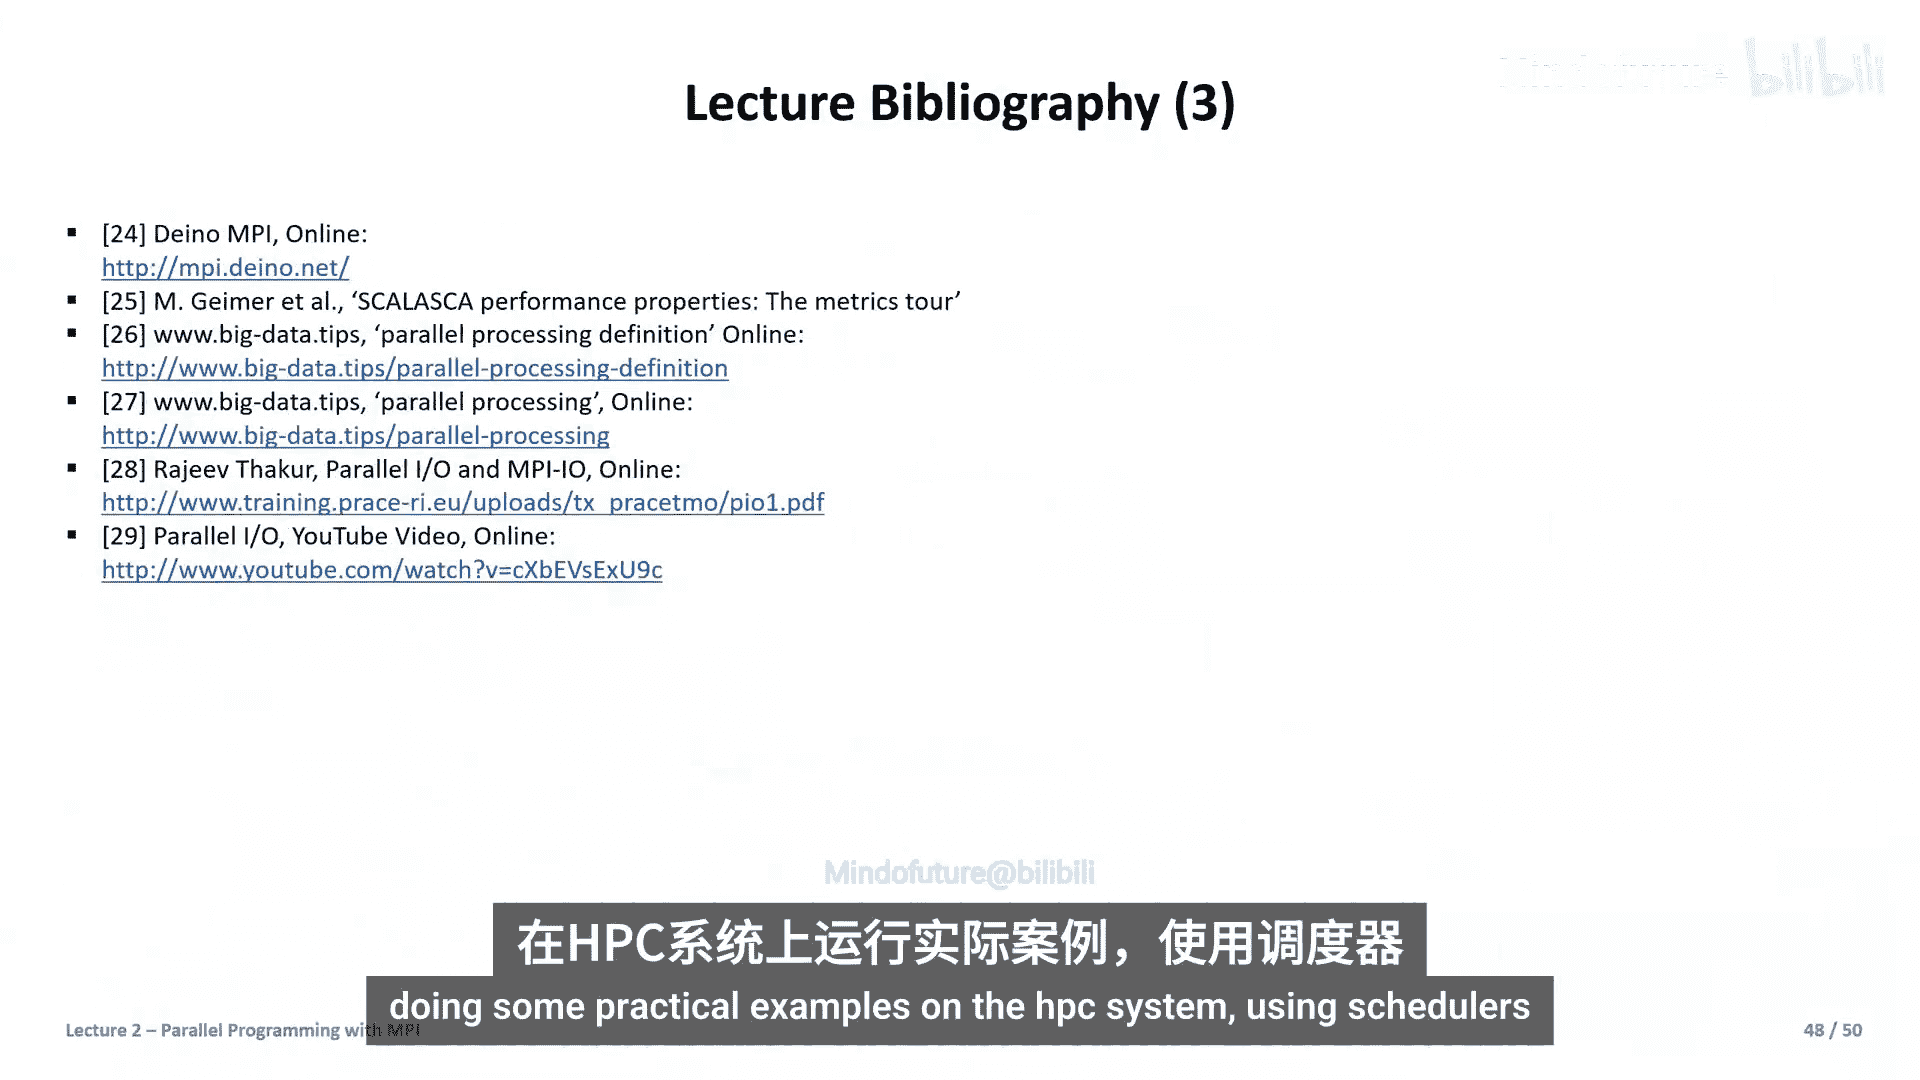 bilibili
Lecture Bibliography (3)
▪ [24] Deino MPI, Online:
http://mpi.deino.net/
▪ [25] M. Geimer et al., ‘SCALASCA performance properties: The metrics tour’
▪ [26] www.big-data.tips, ‘parallel processing definition’ Online:
http://www.big-data.tips/parallel-processing-definition
▪ [27] www.big-data.tips, ‘parallel processing’, Online:
http://www.big-data.tips/parallel-processing
▪ [28] Rajeev Thakur, Parallel I/O and MPI-IO, Online:
http://www.training.prace-ri.eu/uploads/tx_pracetmo/pio1.pdf
▪ [29] Parallel I/O, YouTube Video, Online:
http://www.youtube.com/watch?v=cXbEVsExU9c
Mindofuture@bilibili
在HPC系统上运行实际案例，使用调度器
doing some practical examples on the hpc system, using schedulers
Lecture 2 – Parallel Programming with MPI
48 / 50